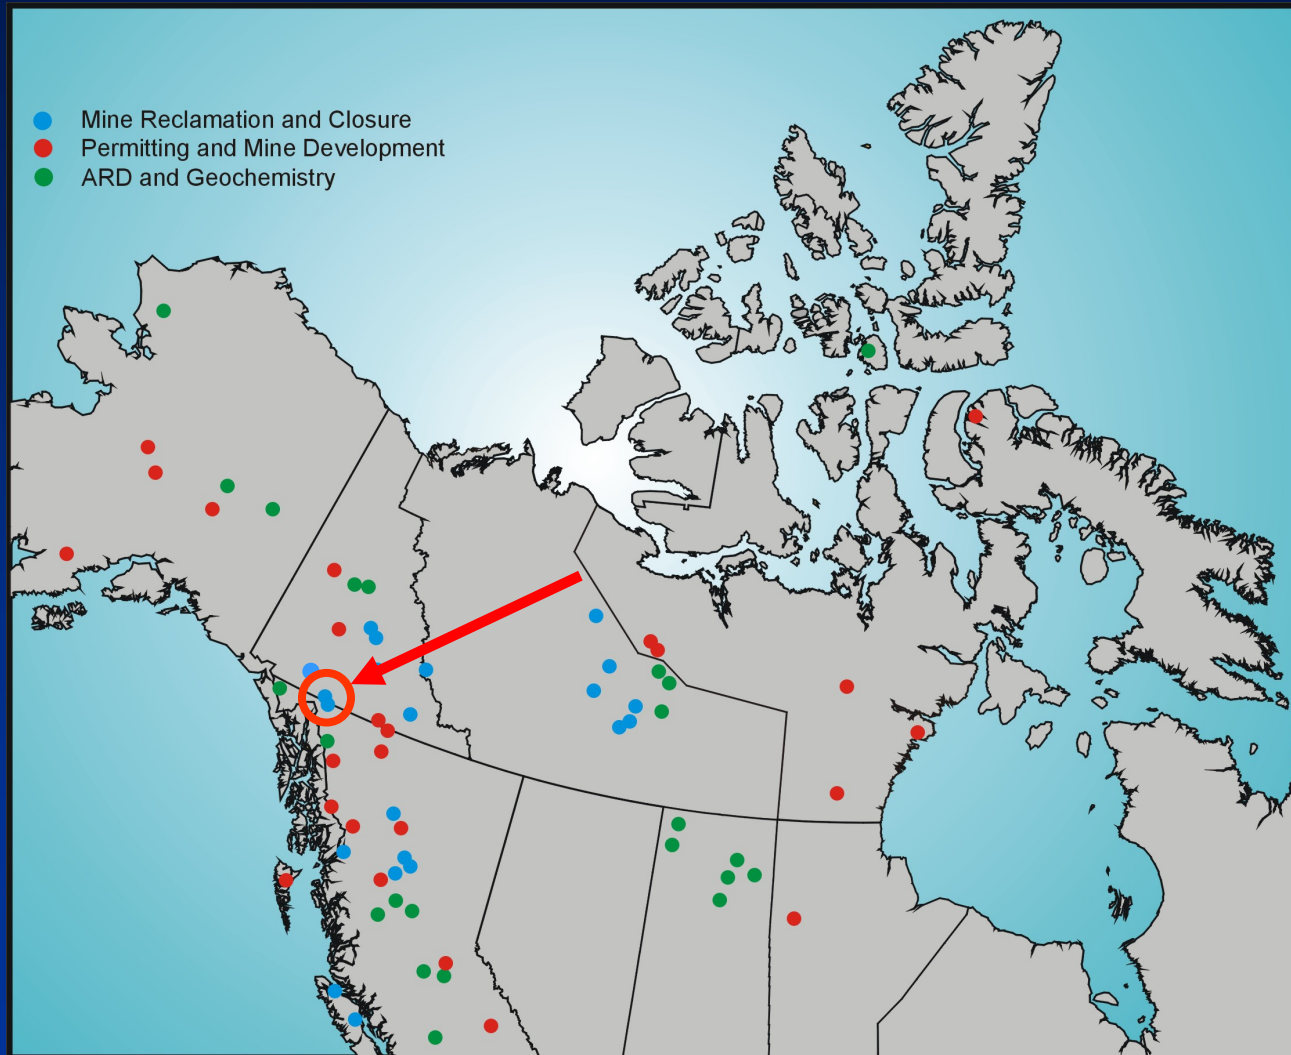 Mine Reclamation and Closure
Permitting and Mine Development
ARD and Geochemistry